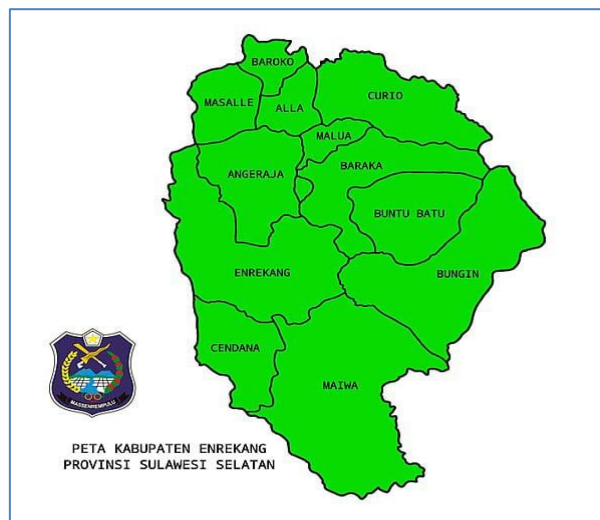 BAROKO
MASALLE
ALLA
CURIO
MALUA
ANGERAJA
BARAKA
BUNTU BATU
ENREKANG
BUNGIN
CENDANA
MAIWA
MASSENREMPULU
PETA KABUPATEN ENREKANG
PROVINSI SULAWESI SELATAN